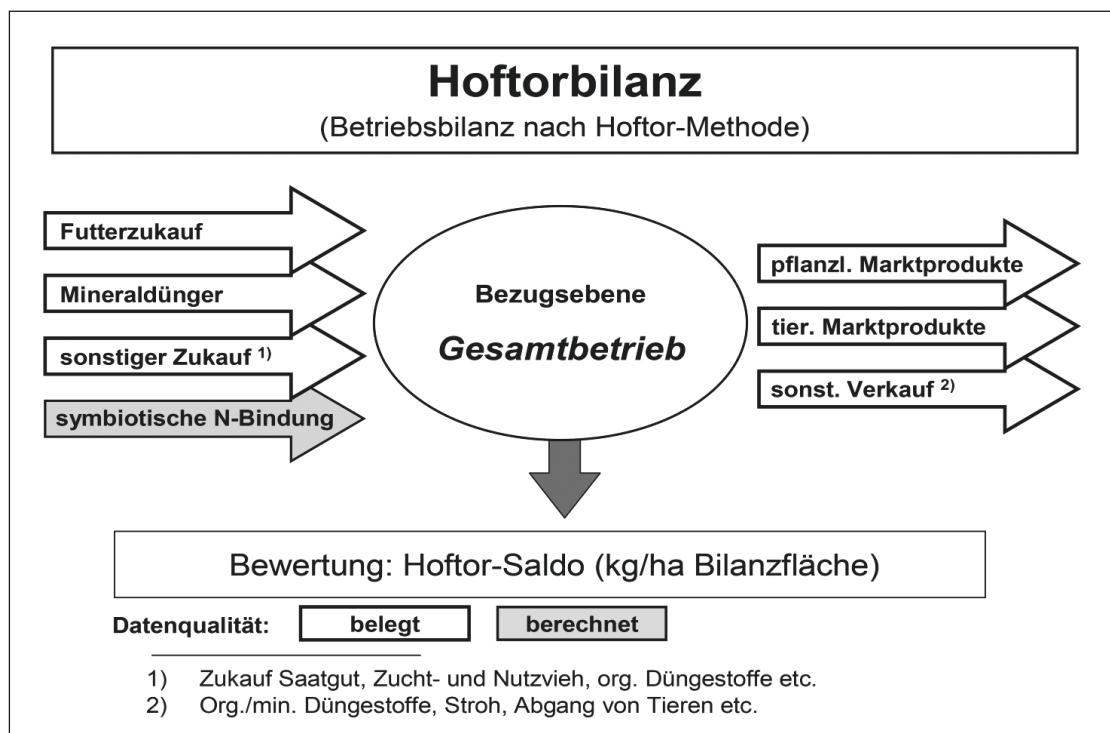 Hoftorbilanz
(Betriebsbilanz nach Hoftor-Methode)
Futterzukauf
Mineraldünger
sonstiger Zukauf 1)
symbiotische N-Bindung
Bezugsebene
Gesamtbetrieb
pflanzl. Marktprodukte
tier. Marktprodukte
sonst. Verkauf 2)
Bewertung: Hoftor-Saldo (kg/ha Bilanzfläche)
Datenqualität: belegt berechnet
1) Zukauf Saatgut, Zucht- und Nutzvieh, org. Düngestoffe etc.
2) Org./min. Düngestoffe, Stroh, Abgang von Tieren etc.